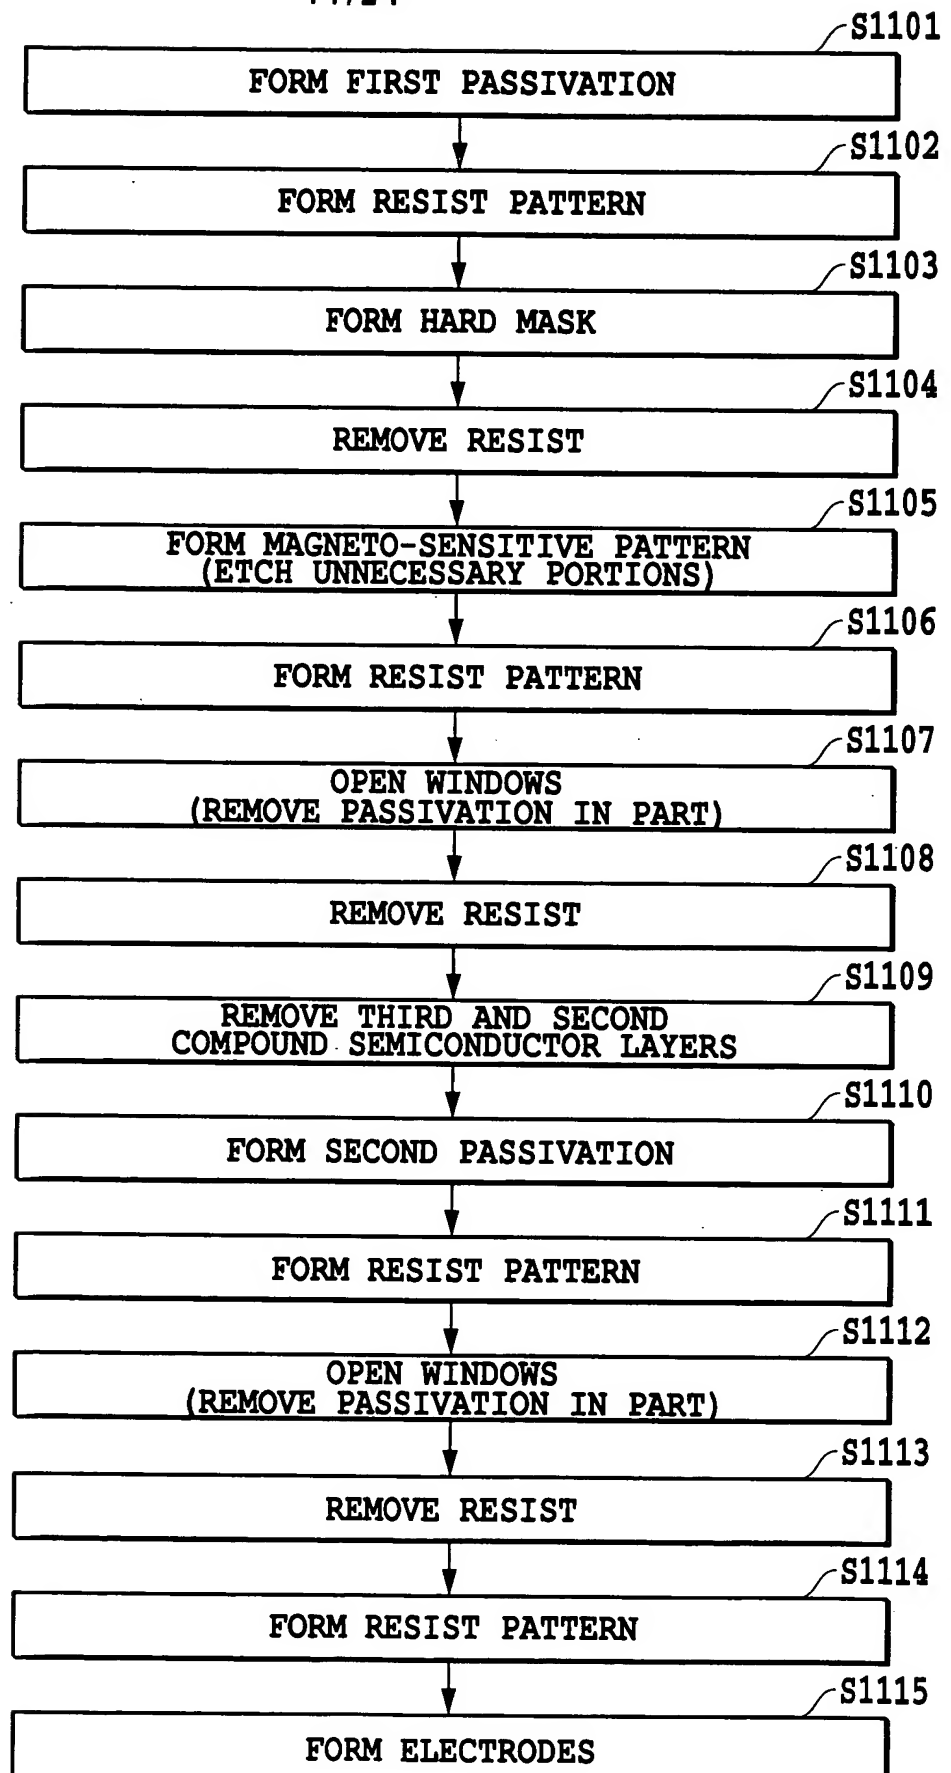 S1101
FORM FIRST PASSIVATION
S1102
FORM RESIST PATTERN
S1103
FORM HARD MASK
S1104
REMOVE RESIST
S1105
FORM MAGNETO-SENSITIVE PATTERN
(ETCH UNNECESSARY PORTIONS)
S1106
FORM RESIST PATTERN
S1107
OPEN WINDOWS
(REMOVE PASSIVATION IN PART)
S1108
REMOVE RESIST
S1109
REMOVE THIRD AND SECOND
COMPOUND SEMICONDUCTOR LAYERS
S1110
FORM SECOND PASSIVATION
S1111
FORM RESIST PATTERN
S1112
OPEN WINDOWS
(REMOVE PASSIVATION IN PART)
S1113
REMOVE RESIST
S1114
FORM RESIST PATTERN
S1115
FORM ELECTRODES